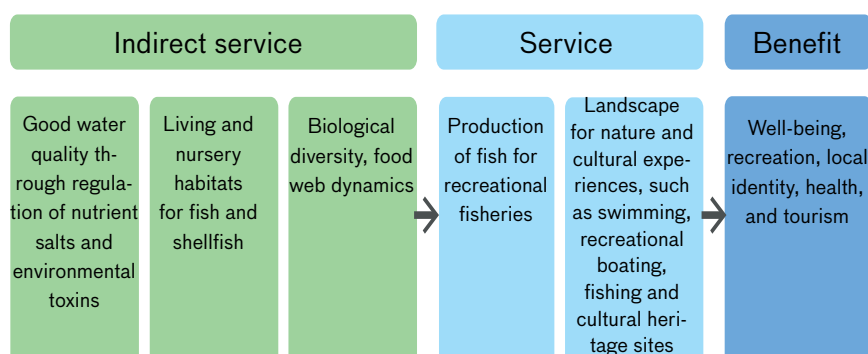 Indirect service
Service
Benefit
Good water
quality th-
rough regula-
tion of nutrient
salts and
environmental
toxins
Living and
nursery
habitats
for fish and
shellfish
Biological
diversity, food
web dynamics
Production
of fish for
recreational
fisheries
Landscape
for nature and
cultural expe-
riences, such
as swimming,
recreational
boating,
fishing and
cultural heri-
tage sites
Well-being,
recreation, local
identity, health,
and tourism